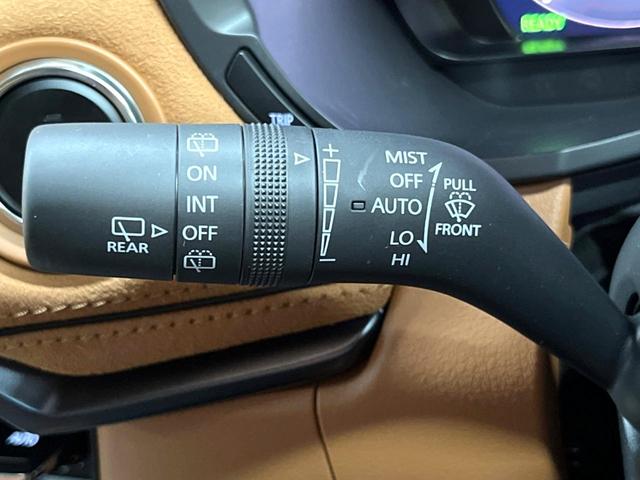 READY
TRIP
ON
INT
OFF
REAR
+
-
MIST
OFF
AUTO
LO
HI
PULL
FRONT